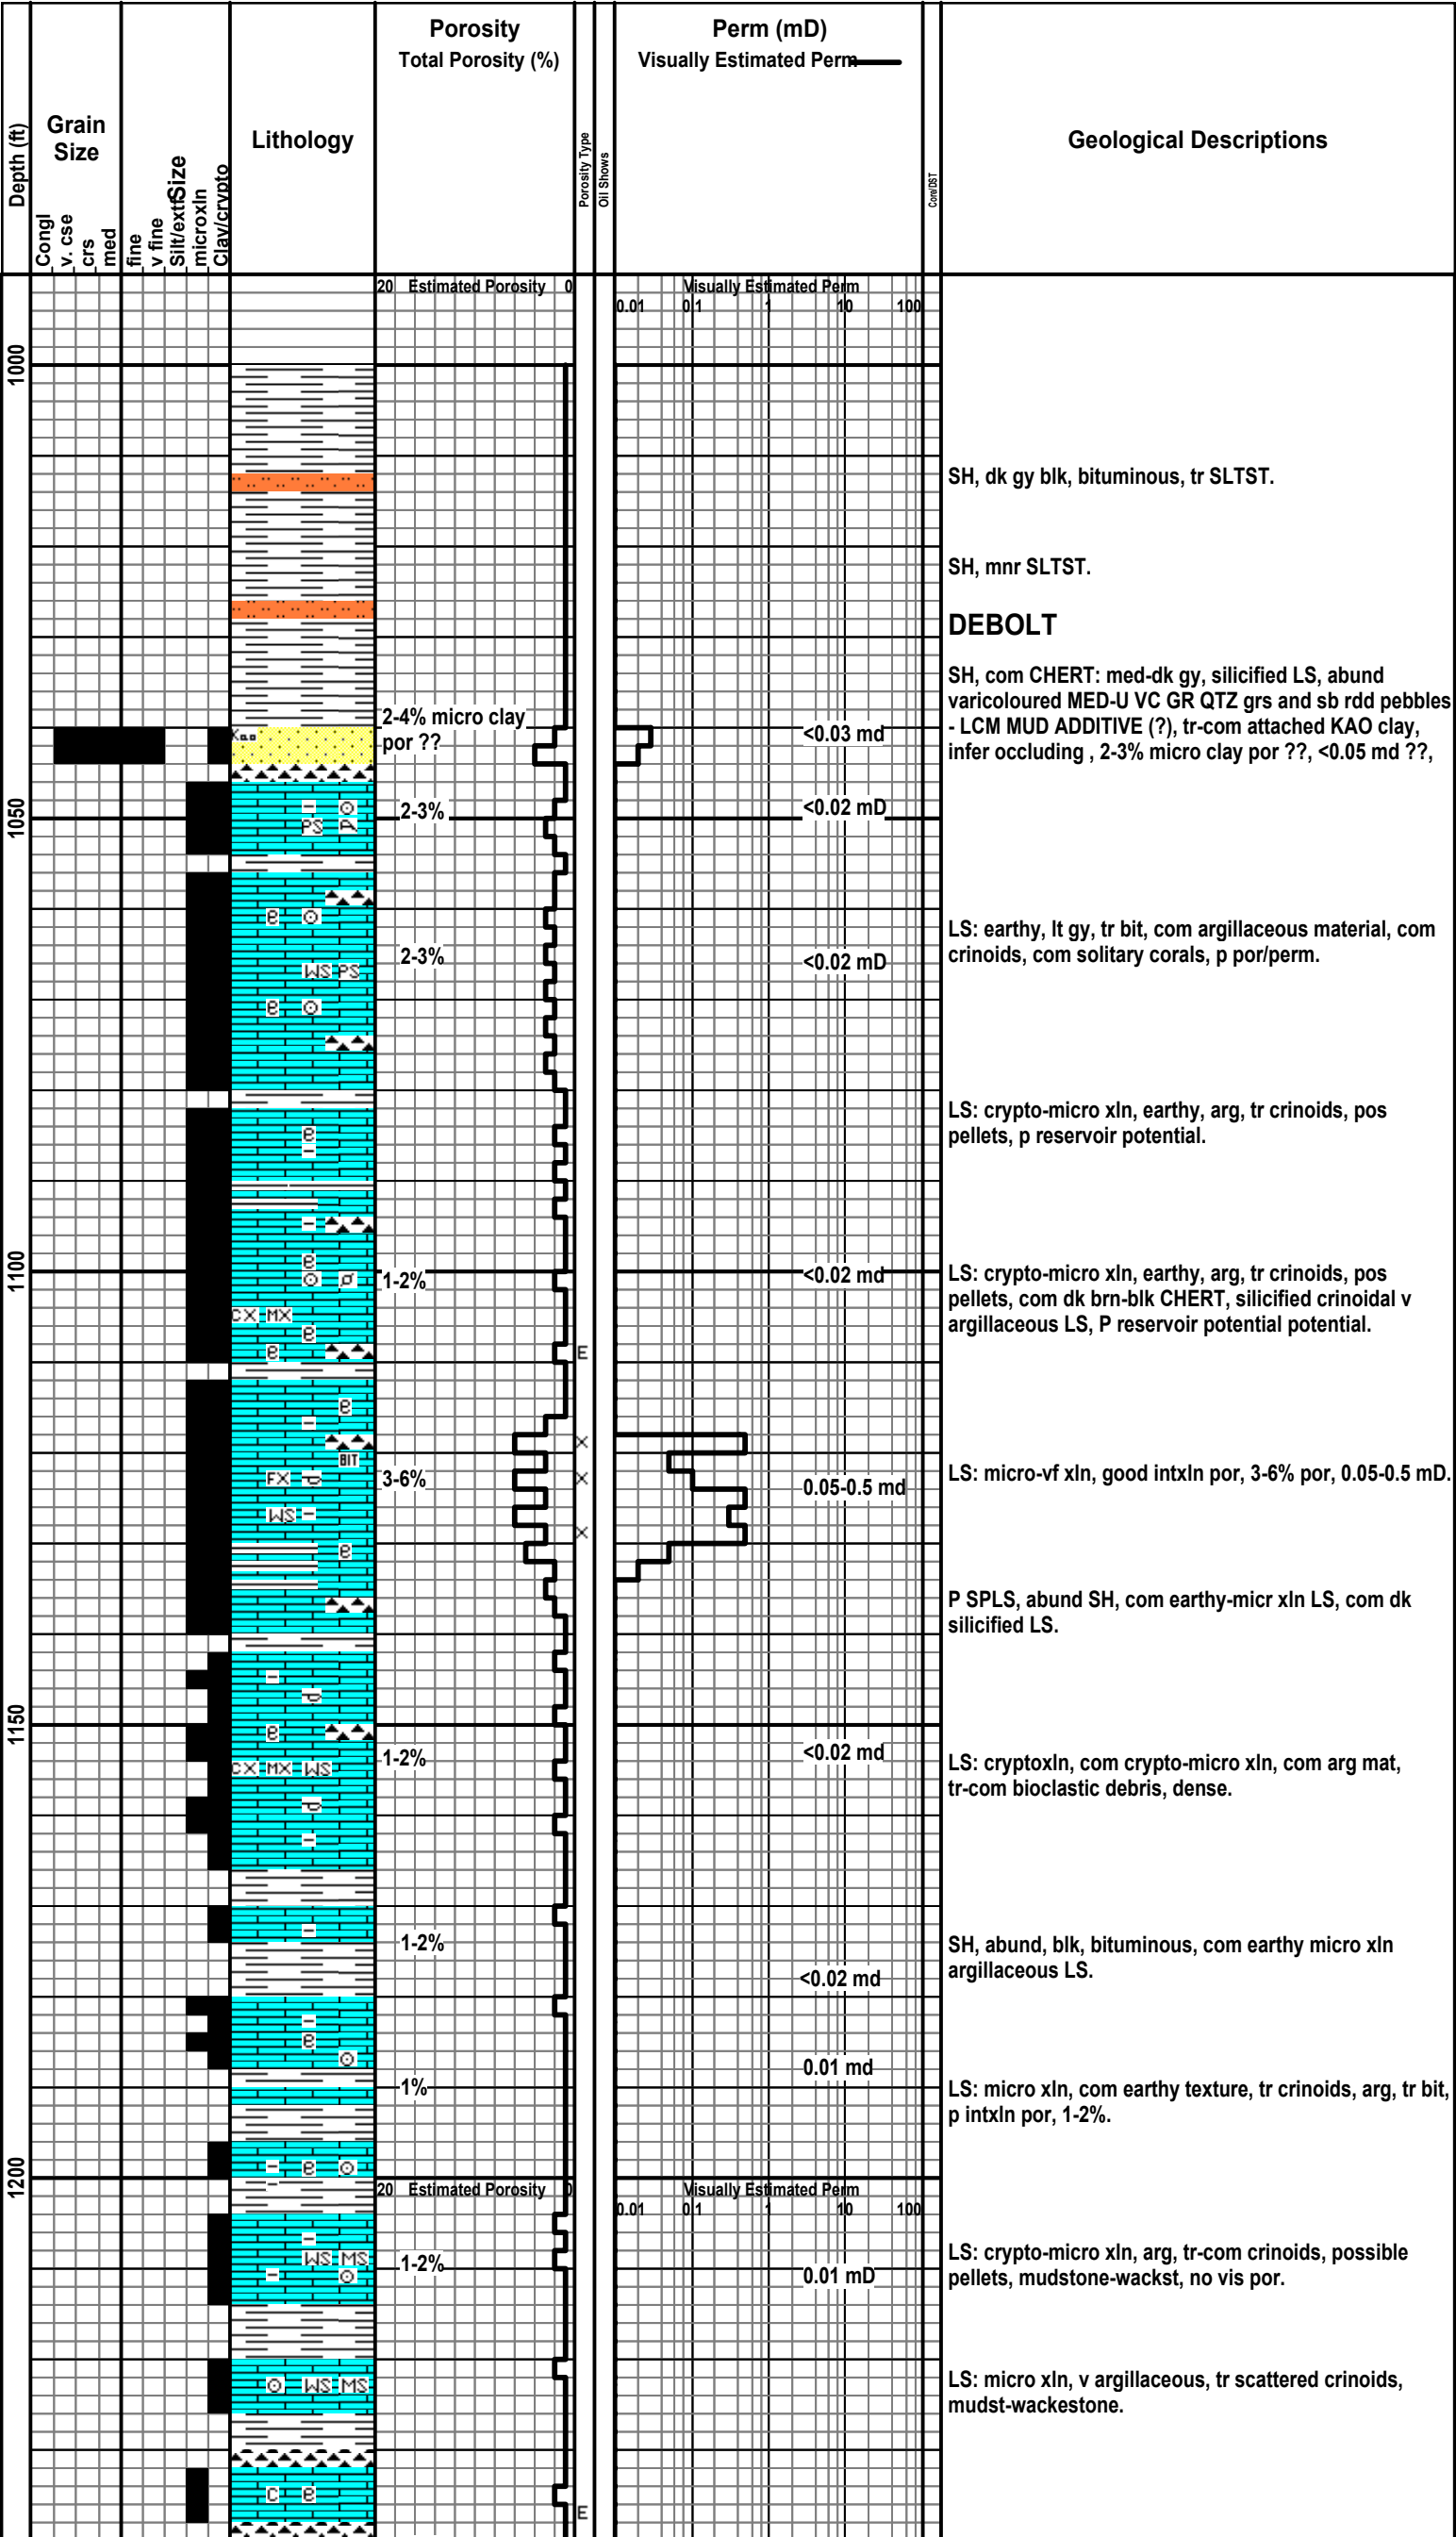 Depth (ft)
Grain
Size
Congl
v. cse
crs
med
fine
v fine
Silt/extf
Size
microxln
Clay/crypto
Lithology
Porosity
Total Porosity (%)
Porosity Type
Oil Shows
Perm (mD)
Visually Estimated Perm
Core/DST
Geological Descriptions
20 Estimated Porosity 0
Visually Estimated Perm
0.01 0.1 1 10 100
1000
SH, dk gy blk, bituminous, tr SLTST.
SH, mnr SLTST.
DEBOLT
SH, com CHERT: med-dk gy, silicified LS, abund
varicoloured MED-U VC GR QTZ grs and sb rdd pebbles
- LCM MUD ADDITIVE (?), tr-com attached KAO clay,
infer occluding , 2-3% micro clay por ??, <0.05 md ??,
Kao
2-4% micro clay
por ??
<0.03 md
1050
PS
2-3%
<0.02 mD
LS: earthy, lt gy, tr bit, com argillaceous material, com
crinoids, com solitary corals, p por/perm.
WS PS
2-3%
<0.02 mD
LS: crypto-micro xln, earthy, arg, tr crinoids, pos
pellets, p reservoir potential.
1100
1-2%
<0.02 md
LS: crypto-micro xln, earthy, arg, tr crinoids, pos
pellets, com dk brn-blk CHERT, silicified crinoidal v
argillaceous LS, P reservoir potential potential.
CX MX
E
BIT
FX
WS
3-6%
X
X
X
0.05-0.5 md
LS: micro-vf xln, good intxln por, 3-6% por, 0.05-0.5 mD.
P SPLS, abund SH, com earthy-micr xln LS, com dk
silicified LS.
1150
CX MX WS
1-2%
<0.02 md
LS: cryptoxln, com crypto-micro xln, com arg mat,
tr-com bioclastic debris, dense.
1-2%
<0.02 md
SH, abund, blk, bituminous, com earthy micro xln
argillaceous LS.
1%
0.01 md
LS: micro xln, com earthy texture, tr crinoids, arg, tr bit,
p intxln por, 1-2%.
1200
20 Estimated Porosity 0
Visually Estimated Perm
0.01 0.1 1 10 100
WS MS
1-2%
0.01 mD
LS: crypto-micro xln, arg, tr-com crinoids, possible
pellets, mudstone-wackst, no vis por.
WS MS
LS: micro xln, v argillaceous, tr scattered crinoids,
mudst-wackestone.
C
E